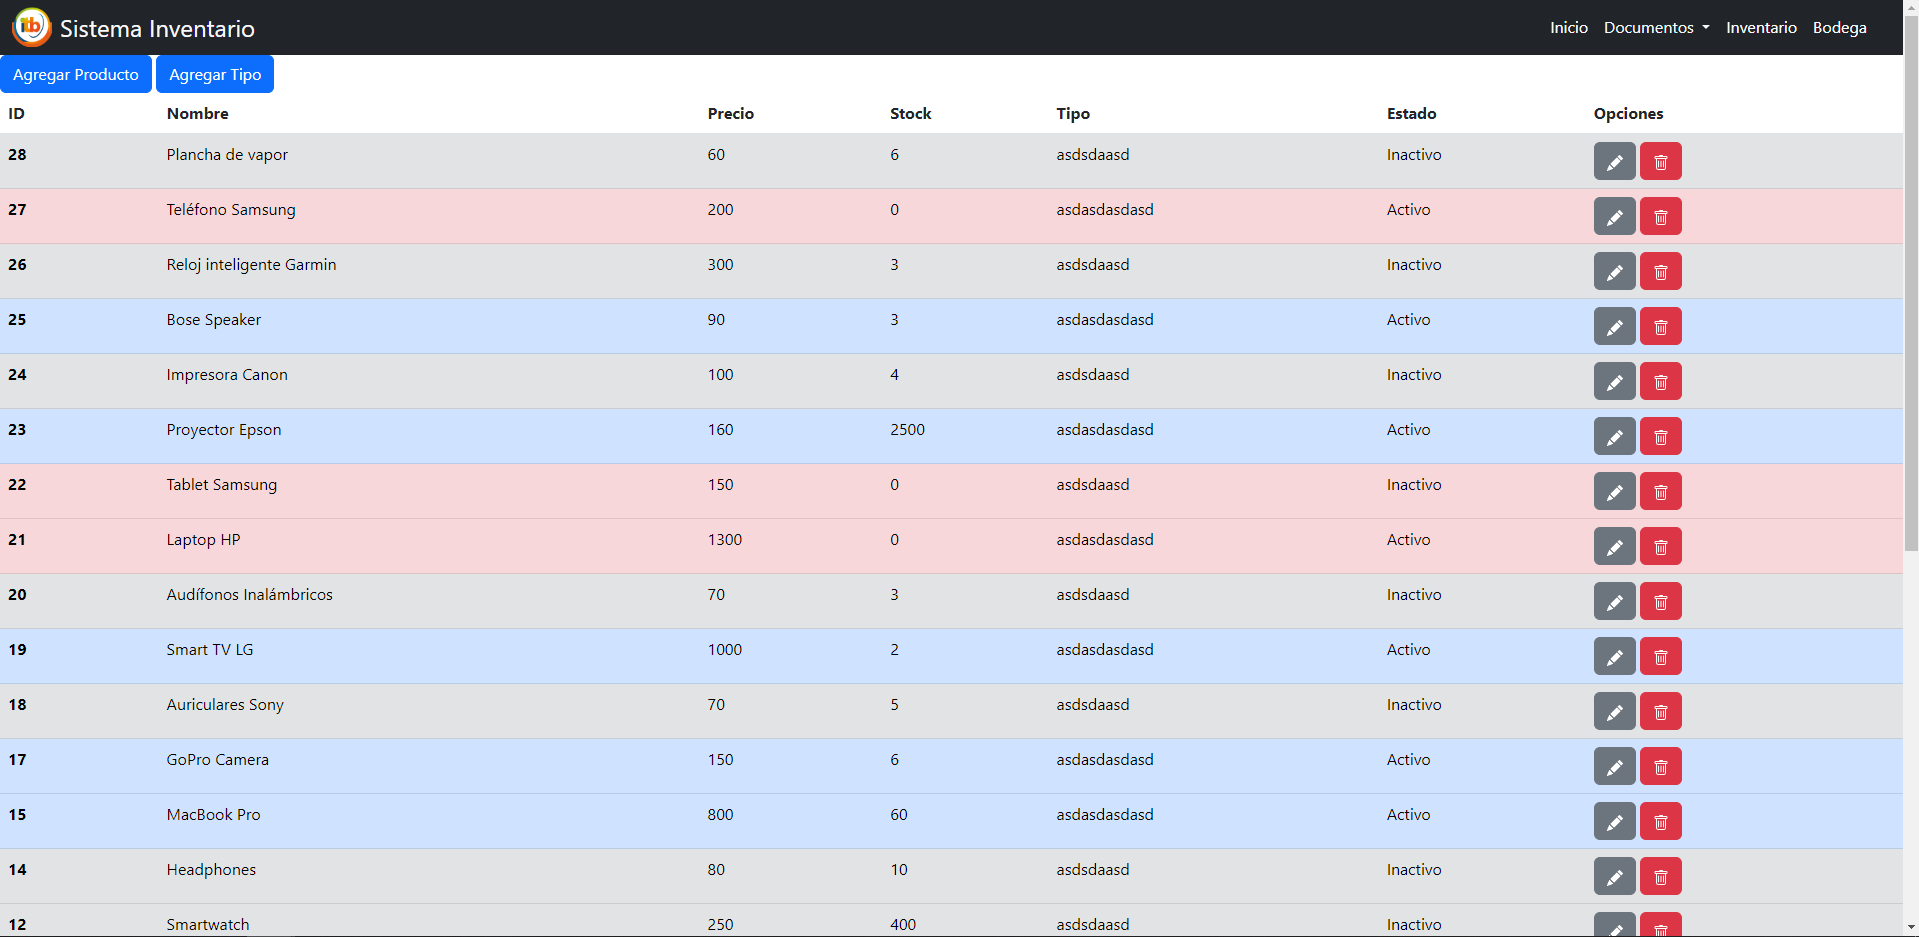 itb Sistema Inventario Inicio Documentos Inventario Bodega
Agregar Producto Agregar Tipo
ID Nombre Precio Stock Tipo Estado Opciones
28 Plancha de vapor 60 6 asdsdaasd Inactivo
27 Teléfono Samsung 200 0 asdasdasdasd Activo
26 Reloj inteligente Garmin 300 3 asdsdaasd Inactivo
25 Bose Speaker 90 3 asdasdasdasd Activo
24 Impresora Canon 100 4 asdsdaasd Inactivo
23 Proyector Epson 160 2500 asdasdasdasd Activo
22 Tablet Samsung 150 0 asdsdaasd Inactivo
21 Laptop HP 1300 0 asdasdasdasd Activo
20 Audífonos Inalámbricos 70 3 asdsdaasd Inactivo
19 Smart TV LG 1000 2 asdasdasdasd Activo
18 Auriculares Sony 70 5 asdsdaasd Inactivo
17 GoPro Camera 150 6 asdasdasdasd Activo
15 MacBook Pro 800 60 asdasdasdasd Activo
14 Headphones 80 10 asdsdaasd Inactivo
12 Smartwatch 250 400 asdsdaasd Inactivo